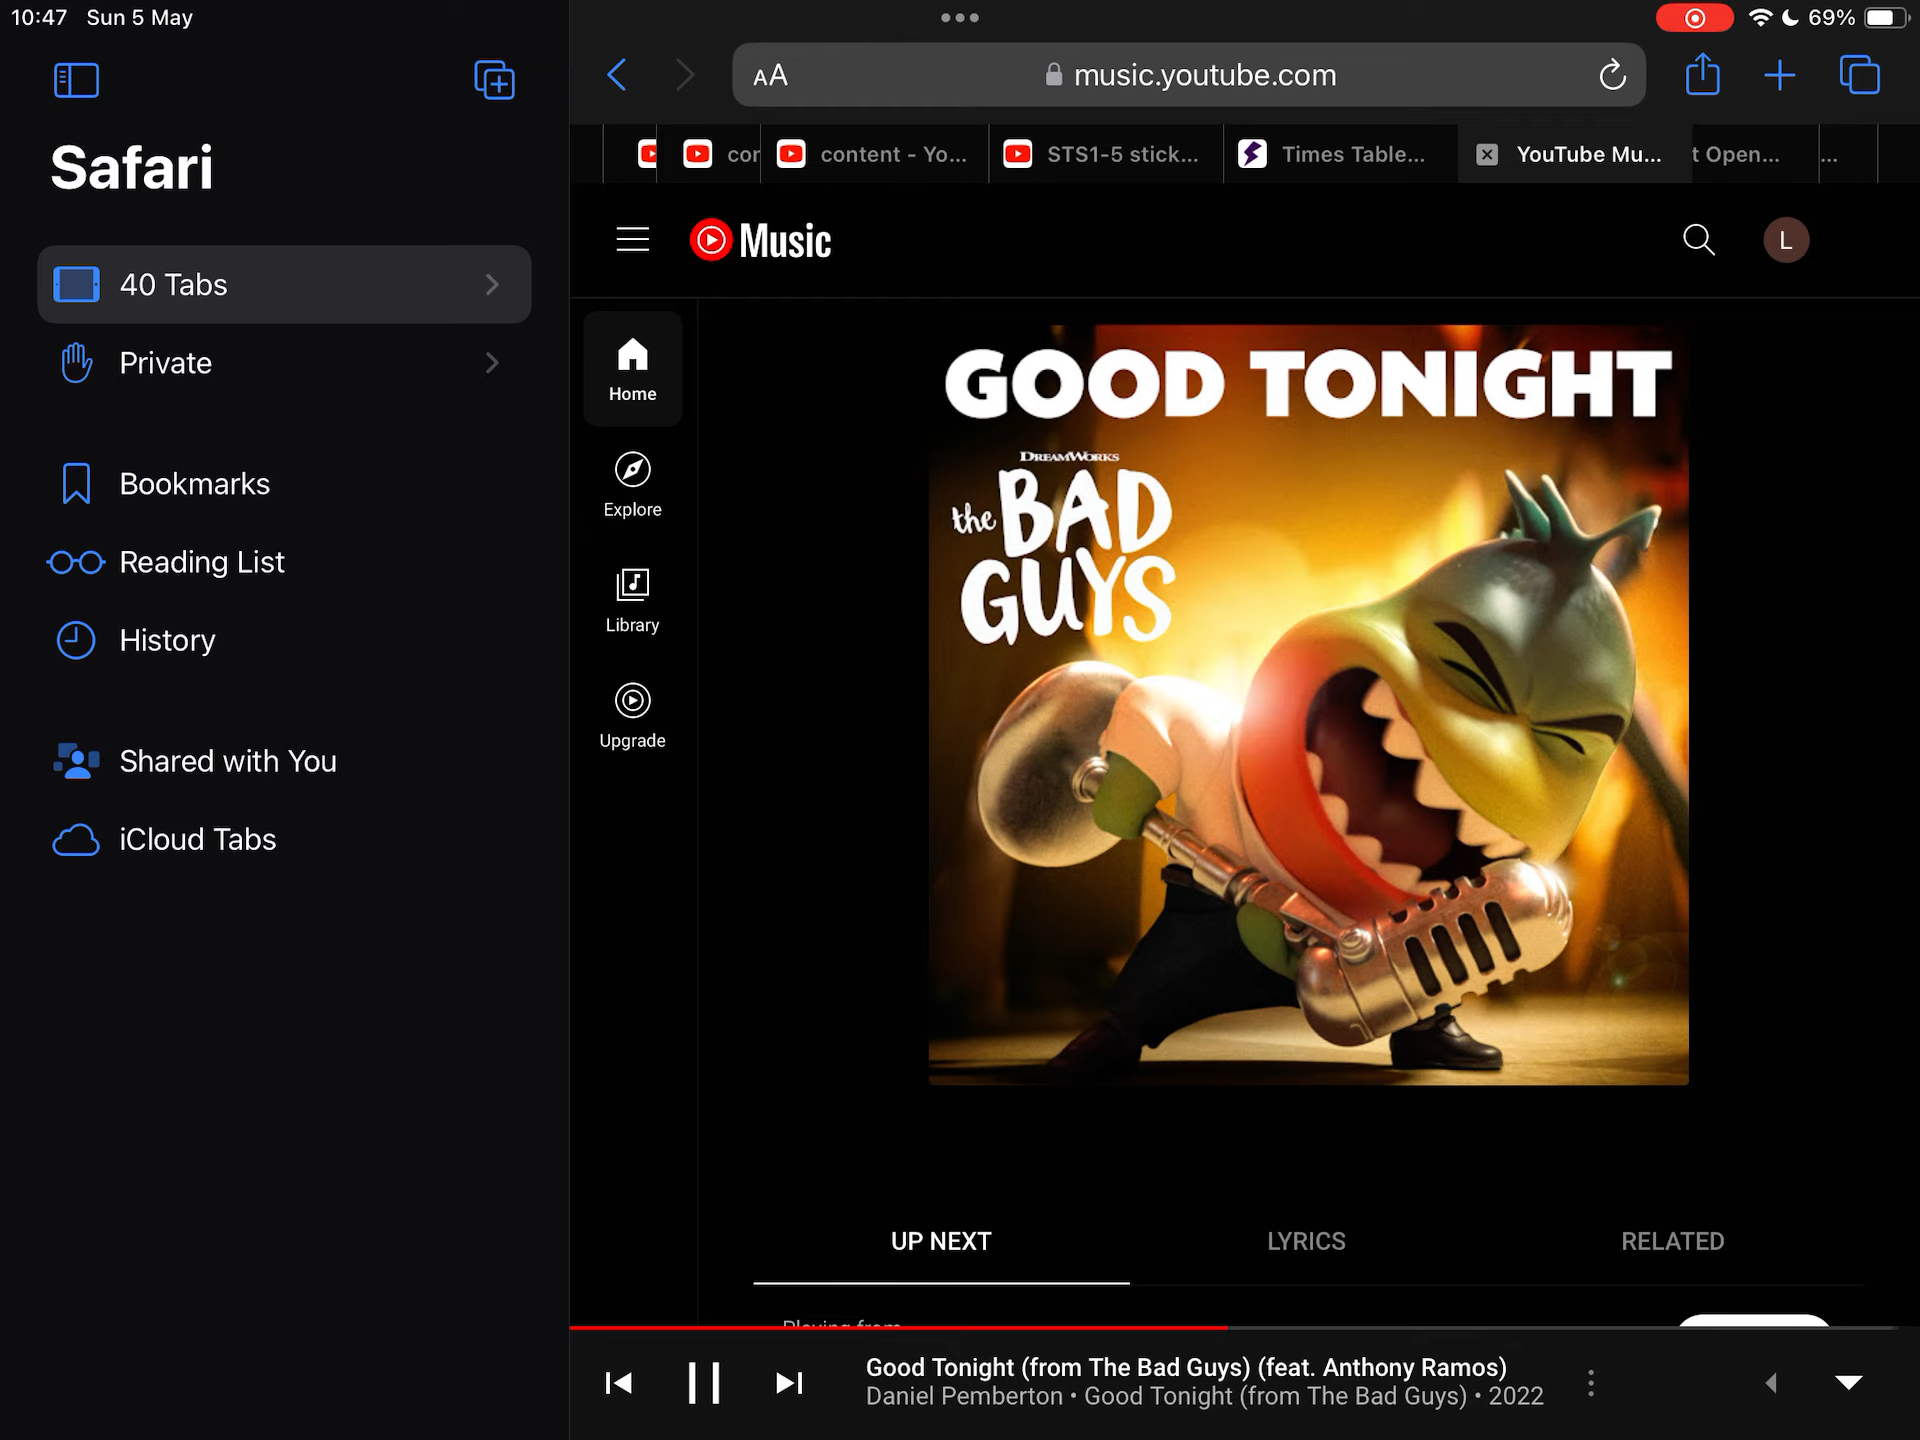 10:47 Sun 5 May
69%
Safari
40 Tabs
Private
Bookmarks
Reading List
History
Shared with You
iCloud Tabs
AA
music.youtube.com
content - Yo...
STS1-5 stick...
Times Table...
YouTube Mu...
t Open...
...
Music
L
Home
Explore
Library
Upgrade
GOOD TONIGHT
DREAMWORKS
the BAD
GUYS
UP NEXT
LYRICS
RELATED
Playing from
Good Tonight (from The Bad Guys) (feat. Anthony Ramos)
Daniel Pemberton • Good Tonight (from The Bad Guys) • 2022